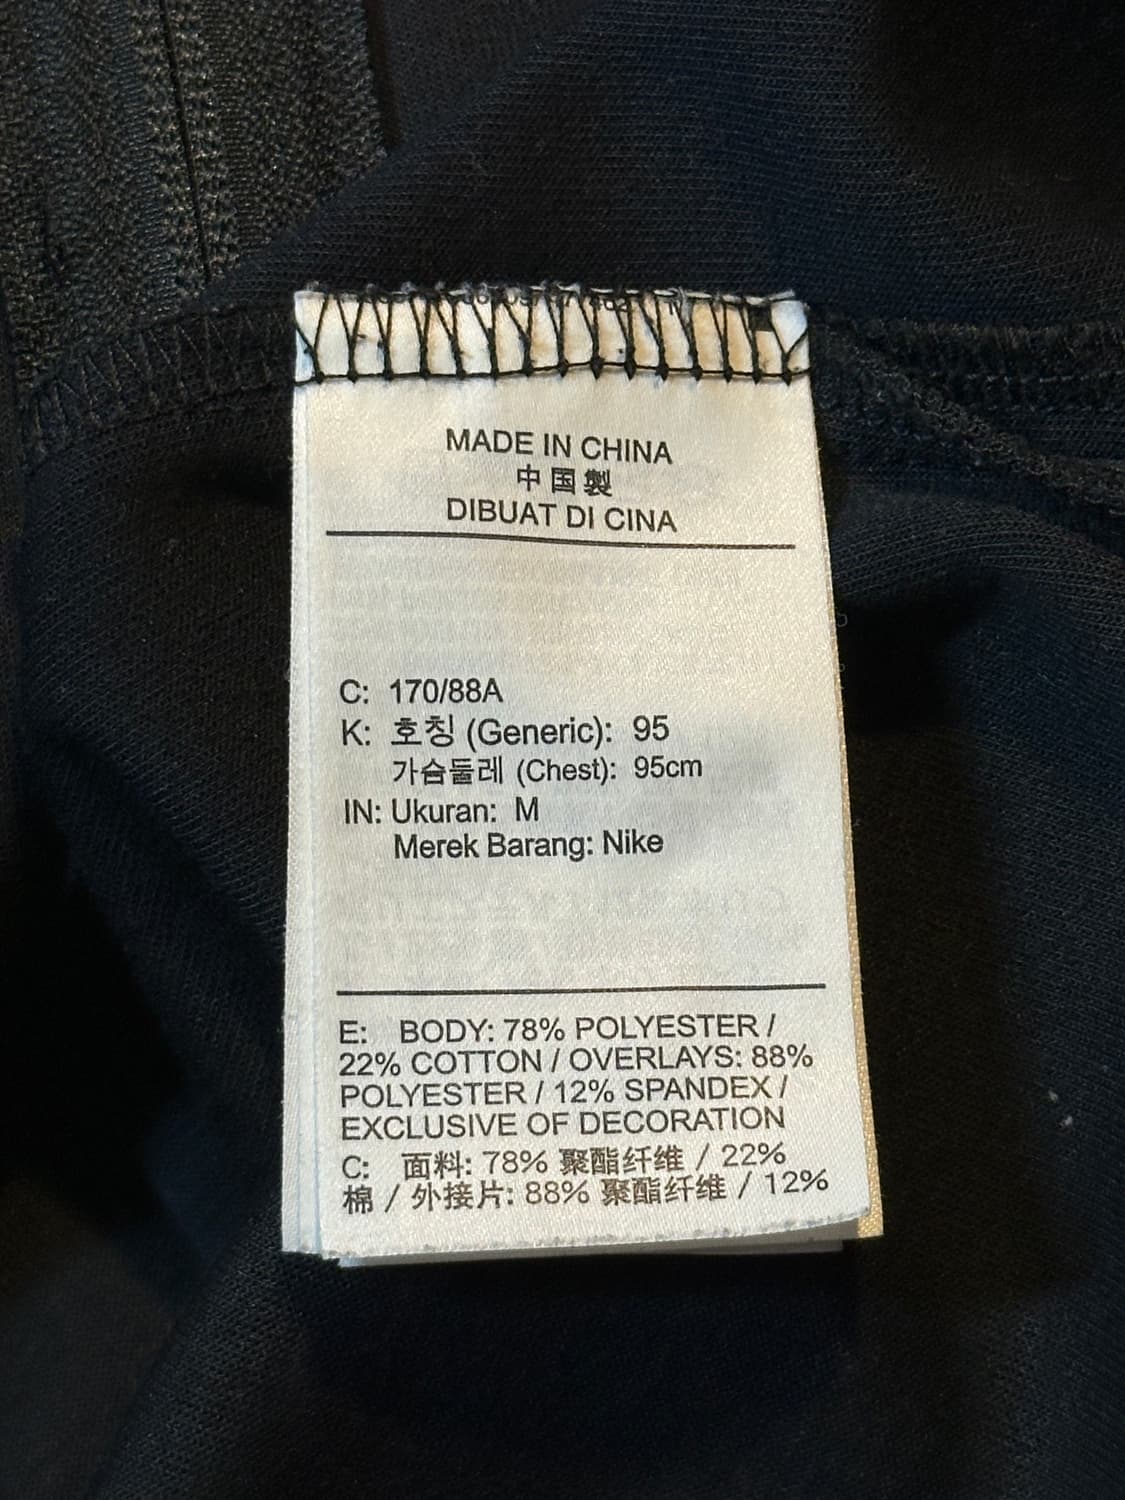 MADE IN CHINA
中国製
DIBUAT DI CINA
C: 170/88A
K: 호칭 (Generic): 95
가슴둘레 (Chest): 95cm
IN: Ukuran: M
Merek Barang: Nike
E: BODY: 78% POLYESTER /
22% COTTON / OVERLAYS: 88%
POLYESTER / 12% SPANDEX /
EXCLUSIVE OF DECORATION
C: 面料: 78% 聚酯纤维 / 22%
棉 / 外接片: 88% 聚酯纤维 / 12%